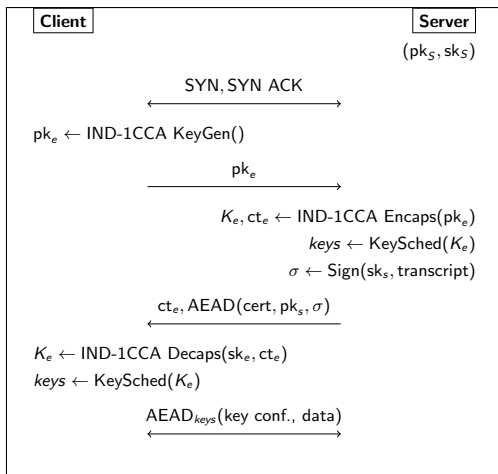 Client Server
(pk_S, sk_S)
SYN, SYN ACK
pk_e ← IND-1CCA KeyGen()
pk_e
K_e, ct_e ← IND-1CCA Encaps(pk_e)
keys ← KeySched(K_e)
σ ← Sign(sk_s, transcript)
ct_e, AEAD(cert, pk_s, σ)
K_e ← IND-1CCA Decaps(sk_e, ct_e)
keys ← KeySched(K_e)
AEAD_keys(key conf., data)